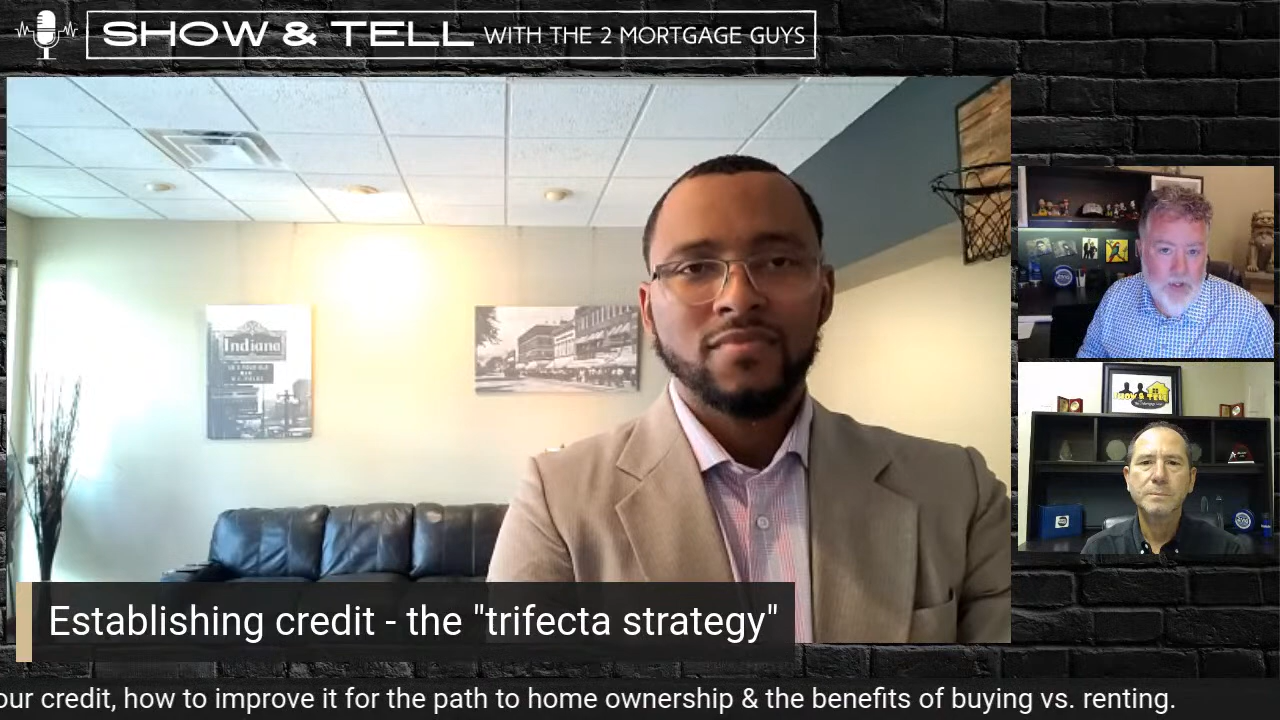 SHOW & TELL WITH THE 2 MORTGAGE GUYS
Indiana
Establishing credit - the "trifecta strategy"
our credit, how to improve it for the path to home ownership & the benefits of buying vs. renting.